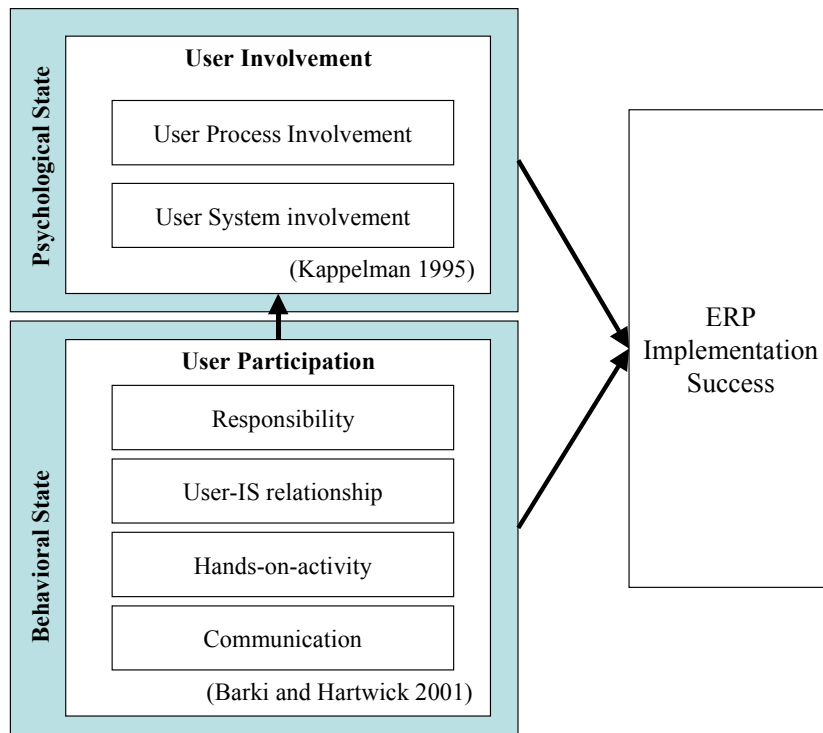 Psychological State
User Involvement
User Process Involvement
User System involvement
(Kappelman 1995)
Behavioral State
User Participation
Responsibility
User-IS relationship
Hands-on-activity
Communication
(Barki and Hartwick 2001)
ERP
Implementation
Success